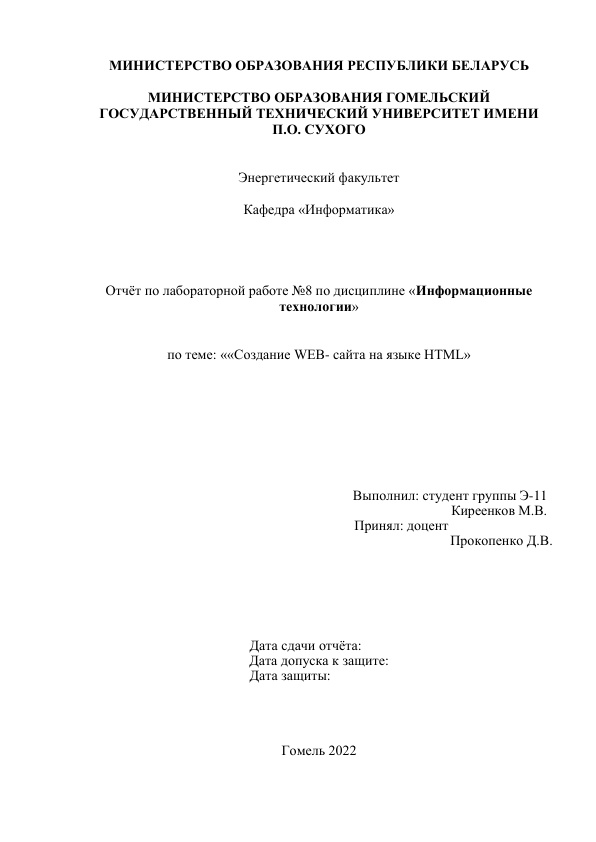 МИНИСТЕРСТВО ОБРАЗОВАНИЯ РЕСПУБЛИКИ БЕЛАРУСЬ
МИНИСТЕРСТВО ОБРАЗОВАНИЯ ГОМЕЛЬСКИЙ
ГОСУДАРСТВЕННЫЙ ТЕХНИЧЕСКИЙ УНИВЕРСИТЕТ ИМЕНИ
П.О. СУХОГО
Энергетический факультет
Кафедра «Информатика»
Отчёт по лабораторной работе №8 по дисциплине «Информационные
технологии»
по теме: ««Создание WEB- сайта на языке HTML»
Выполнил: студент группы Э-11
Киреенков М.В.
Принял: доцент
Прокопенко Д.В.
Дата сдачи отчёта:
Дата допуска к защите:
Дата защиты:
Гомель 2022